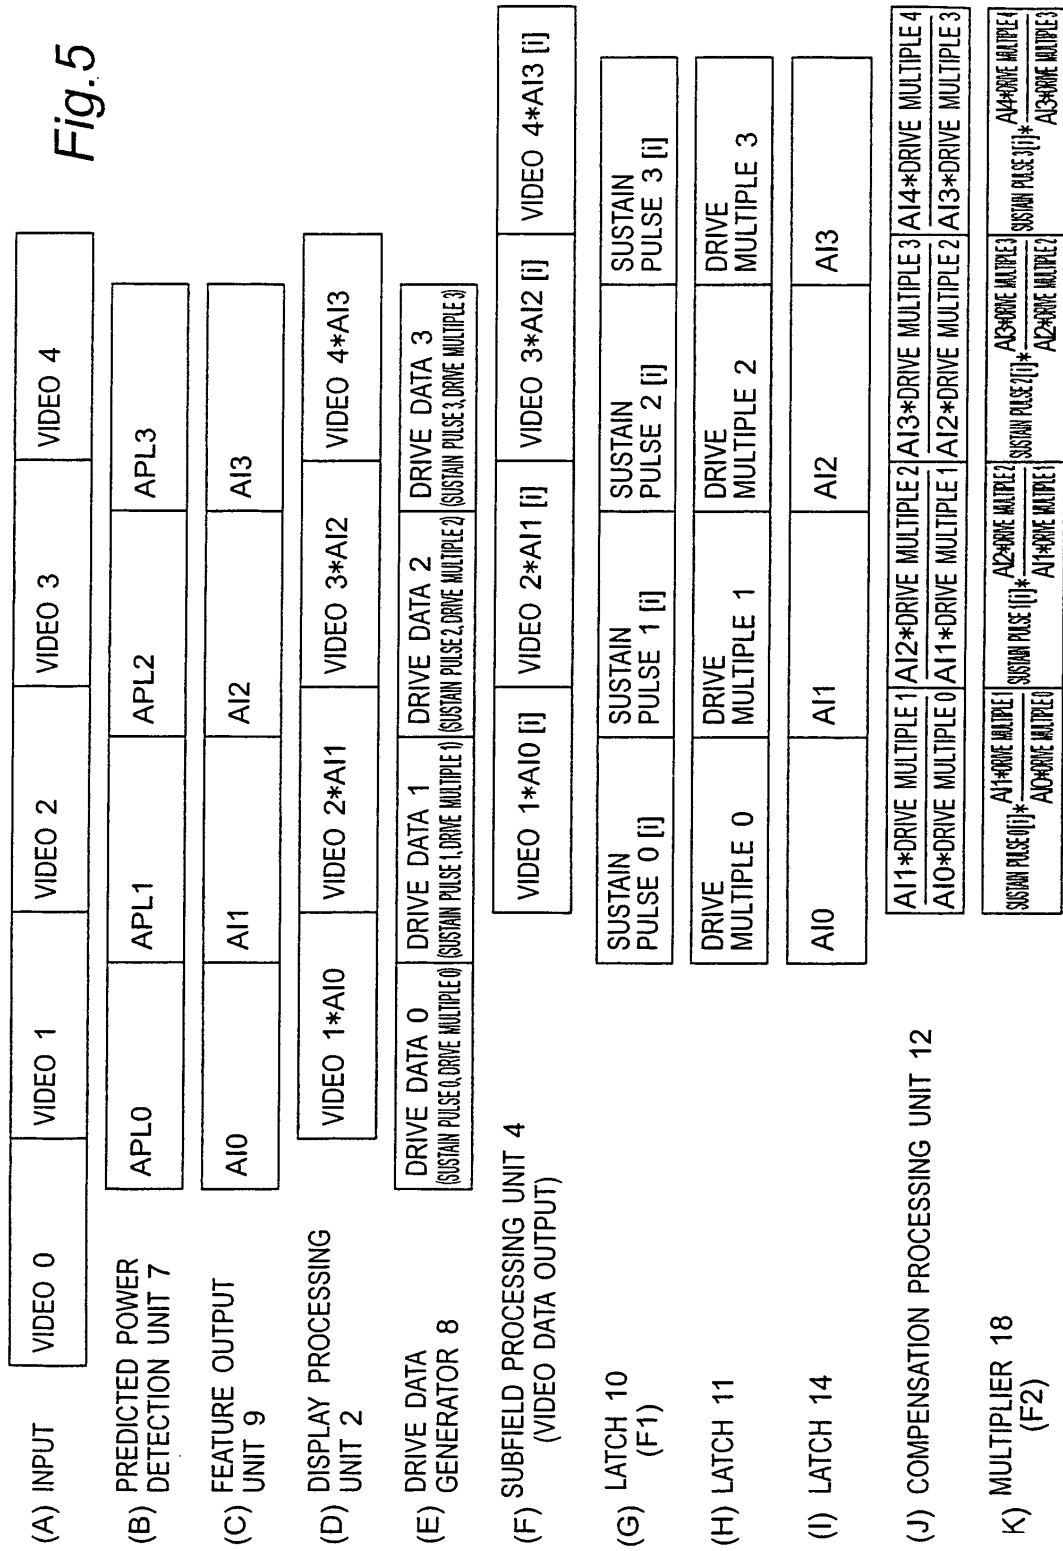 Fig.5
(A) INPUT
VIDEO 0
VIDEO 1
VIDEO 2
VIDEO 3
VIDEO 4
(B) PREDICTED POWER
DETECTION UNIT 7
APL0
APL1
APL2
APL3
(C) FEATURE OUTPUT
UNIT 9
AI0
AI1
AI2
AI3
(D) DISPLAY PROCESSING
UNIT 2
VIDEO 1*AI0
VIDEO 2*AI1
VIDEO 3*AI2
VIDEO 4*AI3
(E) DRIVE DATA
GENERATOR 8
DRIVE DATA 0
(SUSTAIN PULSE 0, DRIVE MULTIPLE 0)
DRIVE DATA 1
(SUSTAIN PULSE 1, DRIVE MULTIPLE 1)
DRIVE DATA 2
(SUSTAIN PULSE 2, DRIVE MULTIPLE 2)
DRIVE DATA 3
(SUSTAIN PULSE 3, DRIVE MULTIPLE 3)
(F) SUBFIELD PROCESSING UNIT 4
(VIDEO DATA OUTPUT)
VIDEO 1*AI0 [i]
VIDEO 2*AI1 [i]
VIDEO 3*AI2 [i]
VIDEO 4*AI3 [i]
(G) LATCH 10
(F1)
SUSTAIN
PULSE 0 [i]
SUSTAIN
PULSE 1 [i]
SUSTAIN
PULSE 2 [i]
SUSTAIN
PULSE 3 [i]
(H) LATCH 11
DRIVE
MULTIPLE 0
DRIVE
MULTIPLE 1
DRIVE
MULTIPLE 2
DRIVE
MULTIPLE 3
(I) LATCH 14
AI0
AI1
AI2
AI3
(J) COMPENSATION PROCESSING UNIT 12
AI1*DRIVE MULTIPLE 1
AI0*DRIVE MULTIPLE 0
AI2*DRIVE MULTIPLE 2
AI1*DRIVE MULTIPLE 1
AI3*DRIVE MULTIPLE 3
AI2*DRIVE MULTIPLE 2
AI4*DRIVE MULTIPLE 4
AI3*DRIVE MULTIPLE 3
K) MULTIPLIER 18
(F2)
SUSTAIN PULSE 0[i]*
AI1*DRIVE MULTIPLE 1
AI0*DRIVE MULTIPLE 0
SUSTAIN PULSE 1[i]*
AI2*DRIVE MULTIPLE 2
AI1*DRIVE MULTIPLE 1
SUSTAIN PULSE 2[i]*
AI3*DRIVE MULTIPLE 3
AI2*DRIVE MULTIPLE 2
SUSTAIN PULSE 3[i]*
AI4*DRIVE MULTIPLE 4
AI3*DRIVE MULTIPLE 3